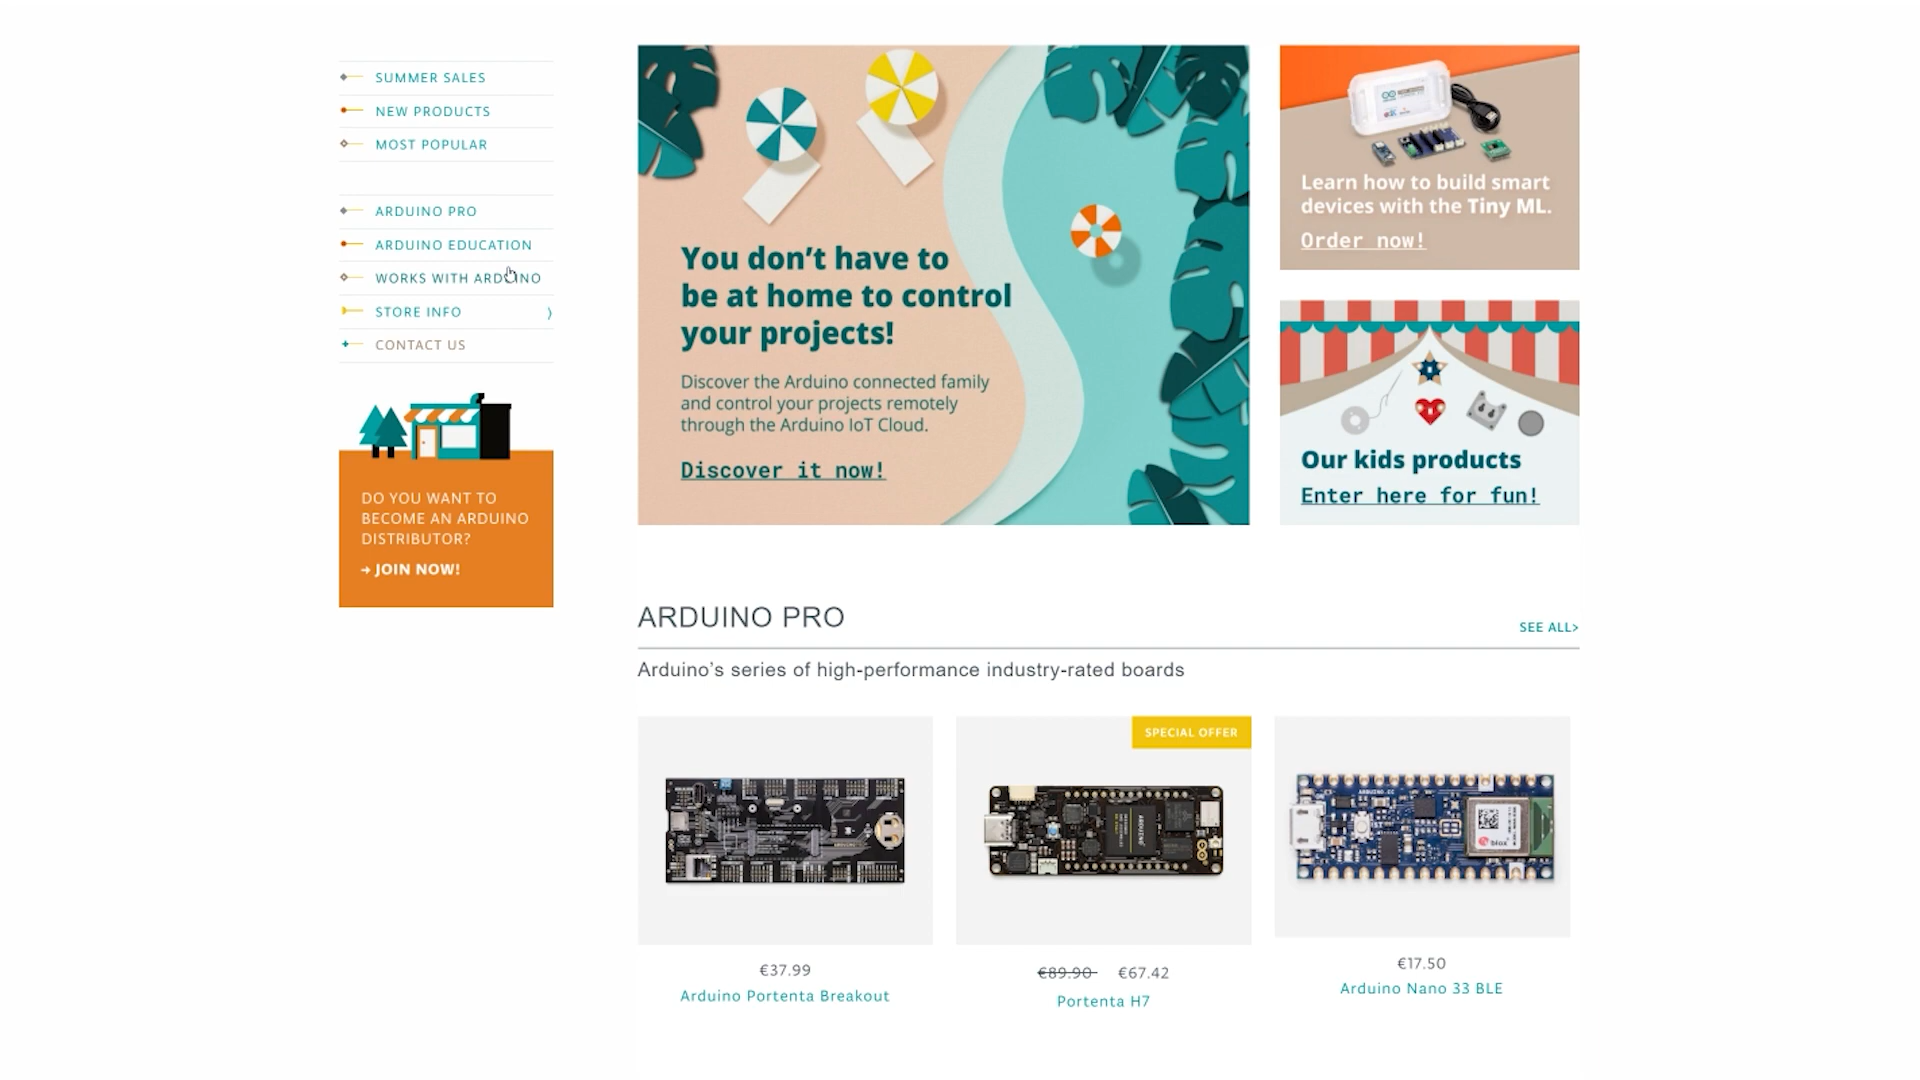 SUMMER SALES
NEW PRODUCTS
MOST POPULAR
ARDUINO PRO
ARDUINO EDUCATION
WORKS WITH ARDUINO
STORE INFO
CONTACT US
DO YOU WANT TO
BECOME AN ARDUINO
DISTRIBUTOR?
→ JOIN NOW!
You don't have to
be at home to control
your projects!
Discover the Arduino connected family
and control your projects remotely
through the Arduino IoT Cloud.
Discover it now!
Learn how to build smart
devices with the Tiny ML.
Order now!
Our kids products
Enter here for fun!
ARDUINO PRO
SEE ALL>
Arduino's series of high-performance industry-rated boards
SPECIAL OFFER
ARDUINO
ARDUINO.CC
blox
€37.99
Arduino Portenta Breakout
€89.90 €67.42
Portenta H7
€17.50
Arduino Nano 33 BLE